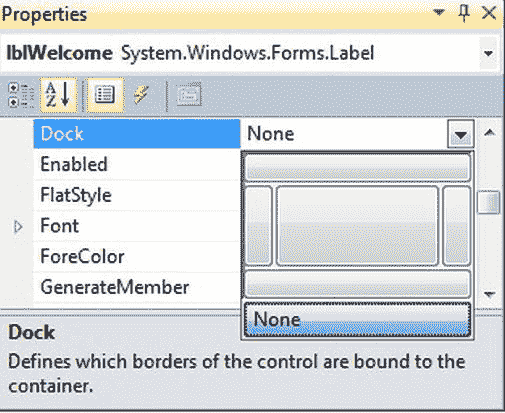 Properties
lblWelcome System.Windows.Forms.Label
A
Z
Dock None
Enabled
FlatStyle
Font
ForeColor
GenerateMember
None
Dock
Defines which borders of the control are bound to the
container.